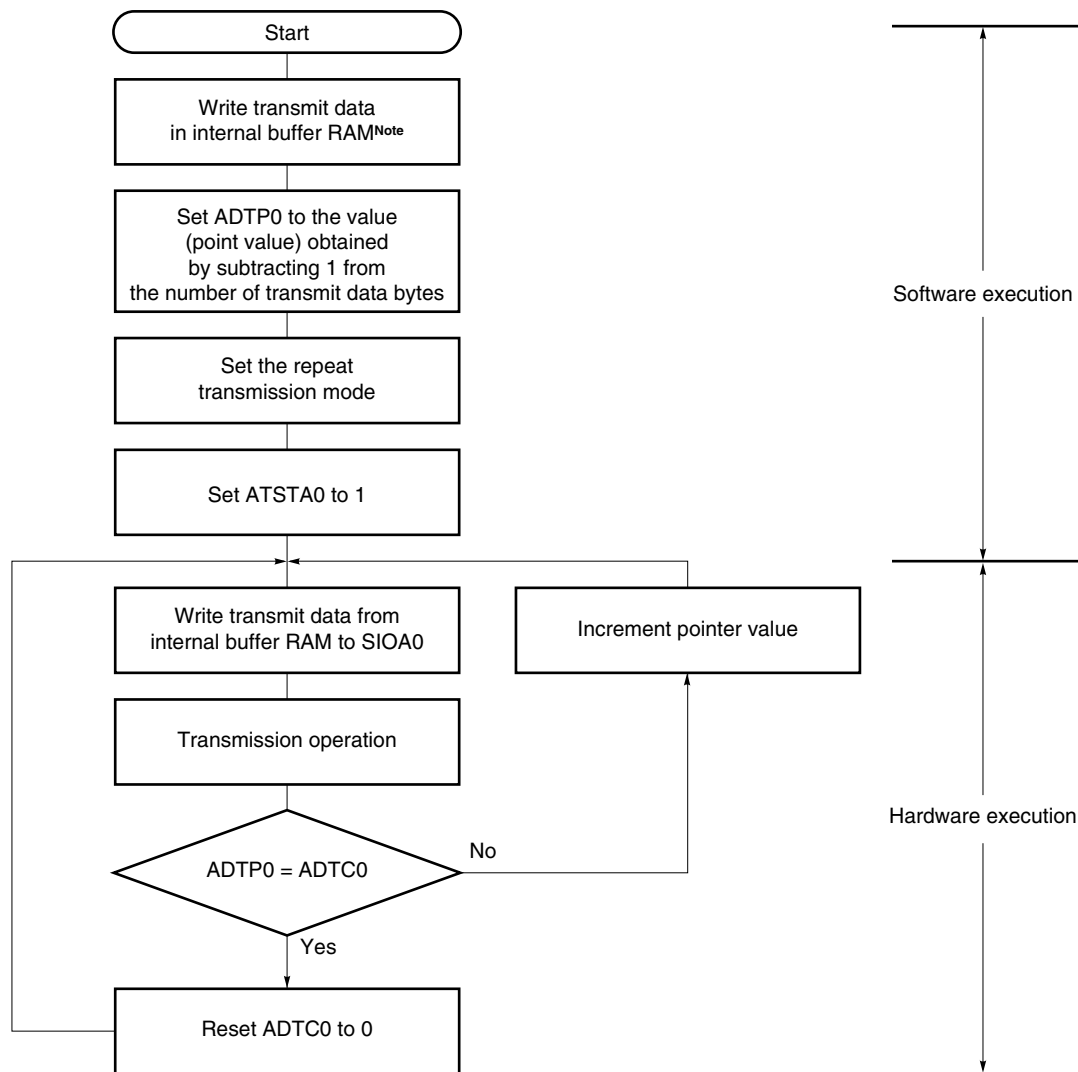 Start
Write transmit data
in internal buffer RAMNote
Set ADTP0 to the value
(point value) obtained
by subtracting 1 from
the number of transmit data bytes
Software execution
Set the repeat
transmission mode
Set ATSTA0 to 1
Write transmit data from
internal buffer RAM to SIOA0
Increment pointer value
Transmission operation
Hardware execution
ADTP0 = ADTC0
No
Yes
Reset ADTC0 to 0